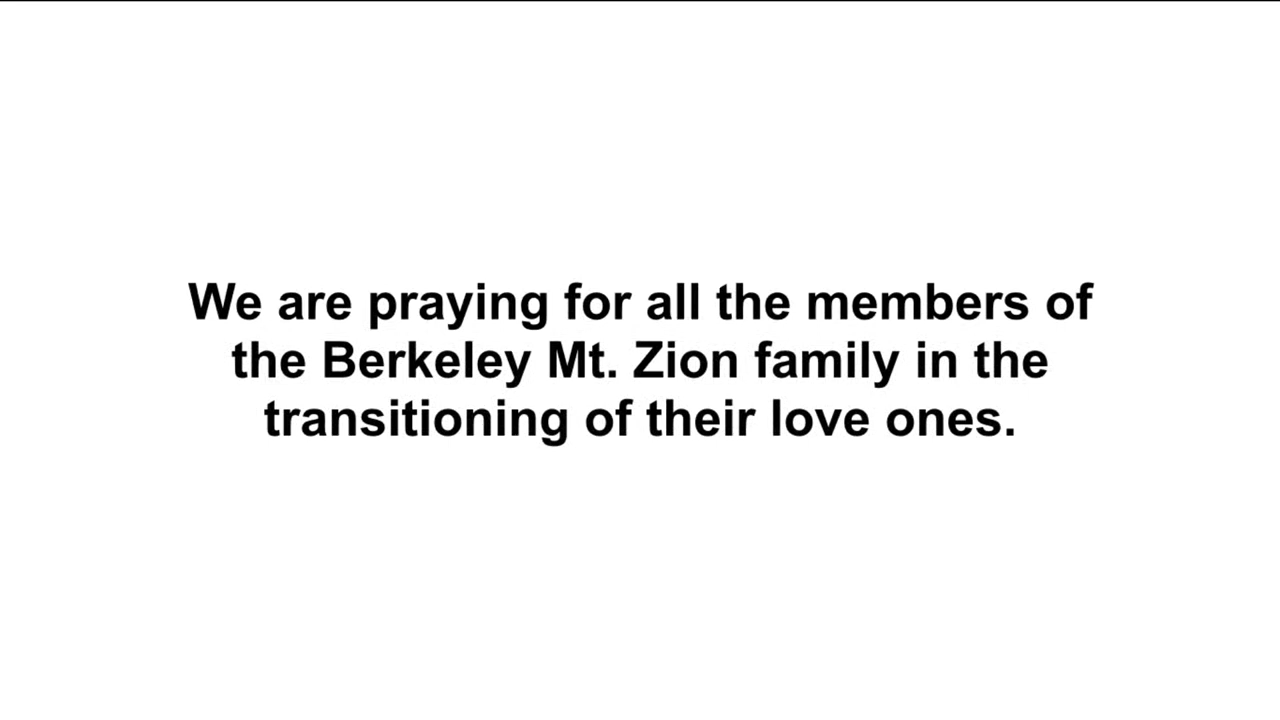 We are praying for all the members of
the Berkeley Mt. Zion family in the
transitioning of their love ones.